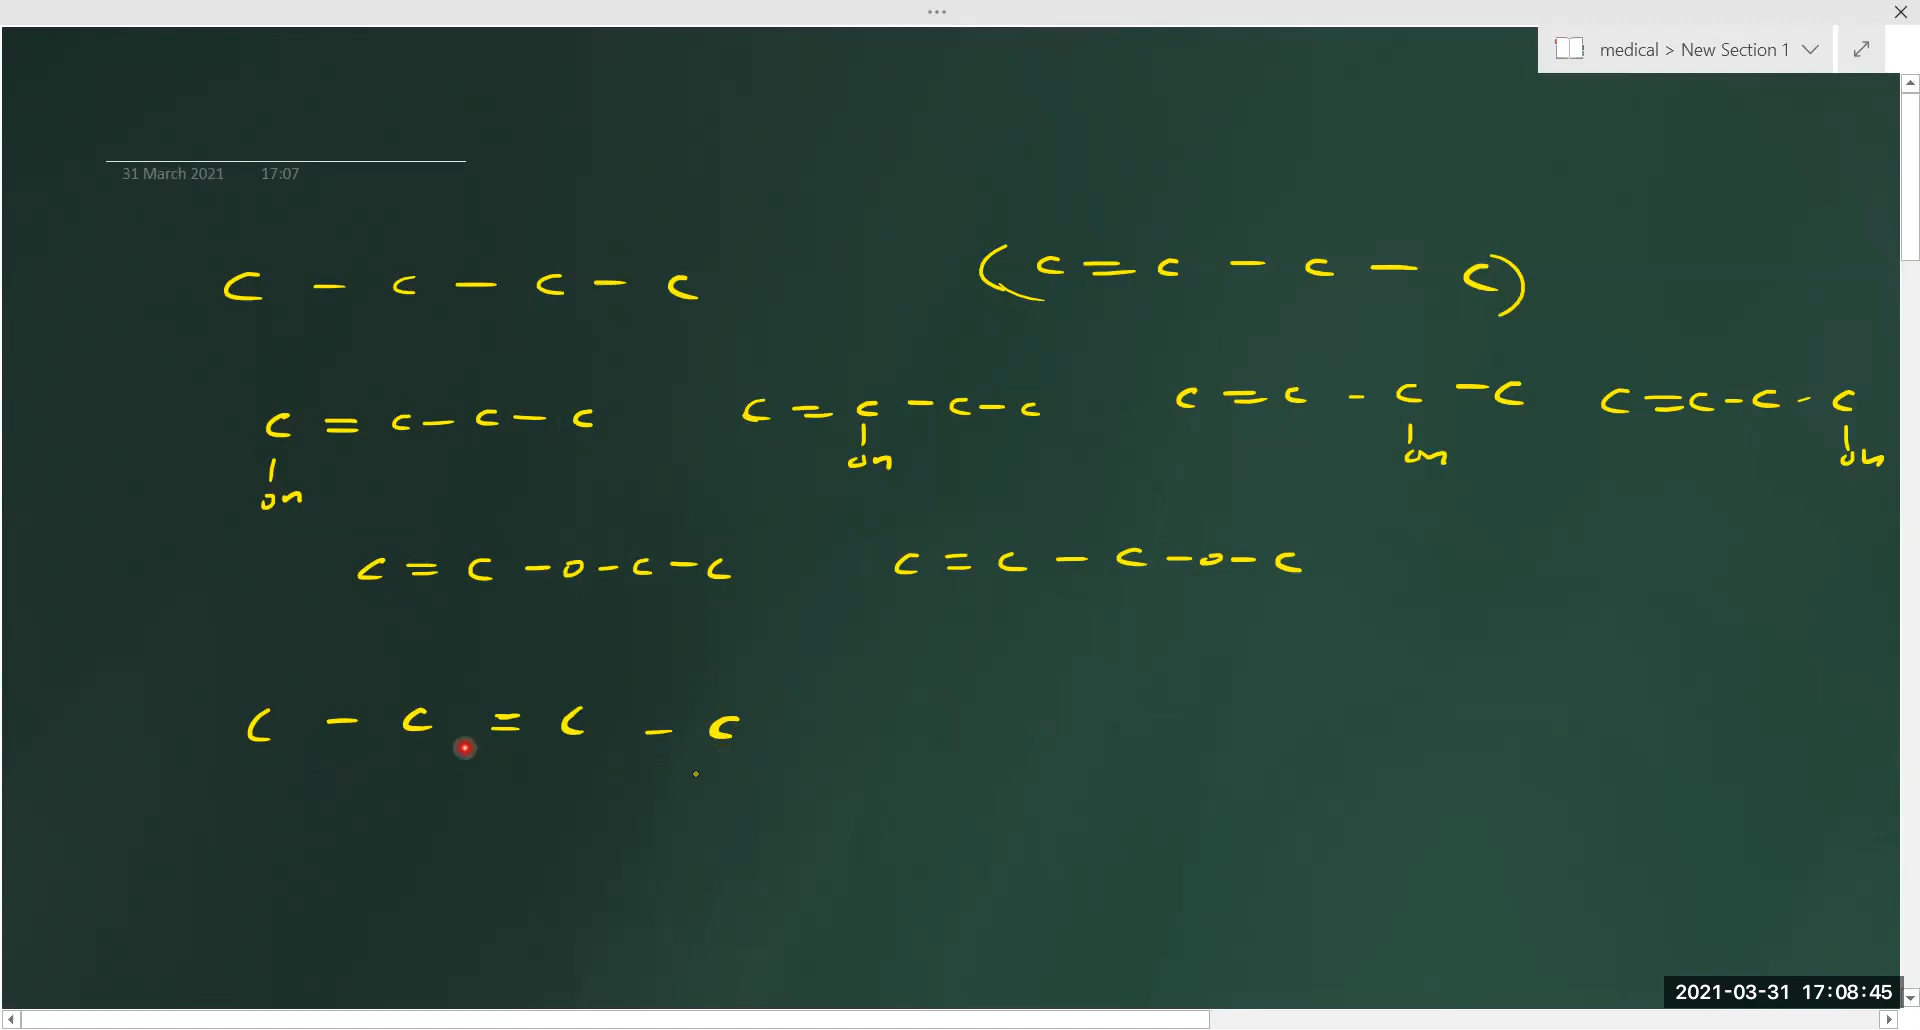 medical > New Section 1
31 March 2021 17:07
C - C - C - C
(C = C - C - C)
C = C - C - C
OH
C = C - C - C
OH
C = C - C - C
OH
C = C - C - C
OH
C = C - O - C - C
C = C - C - O - C
C - C = C - C
2021-03-31 17:08:45